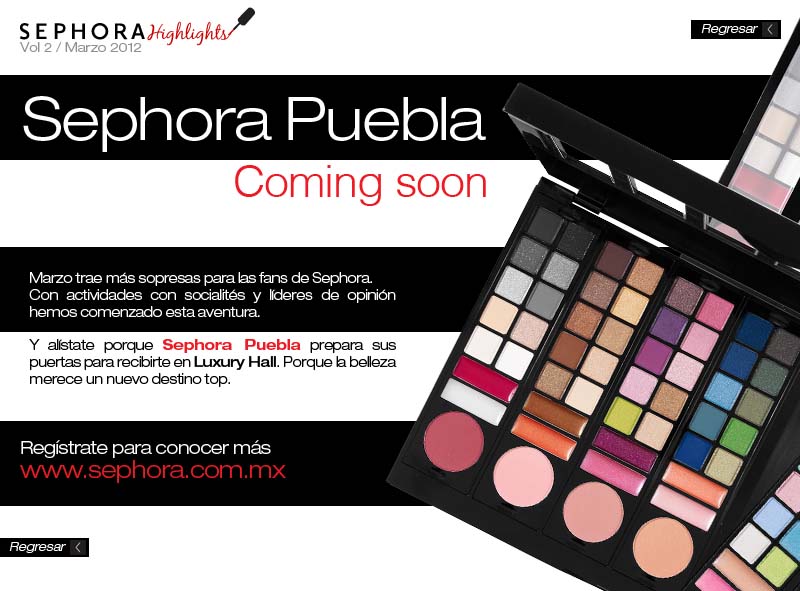 SEPHORA Highlights
Vol 2 / Marzo 2012
Regresar
Sephora Puebla
Coming soon
Marzo trae más sopresas para las fans de Sephora.
Con actividades con socialités y líderes de opinión
hemos comenzado esta aventura.
Y alístate porque Sephora Puebla prepara sus
puertas para recibirte en Luxury Hall. Porque la belleza
merece un nuevo destino top.
Regístrate para conocer más
www.sephora.com.mx
Regresar